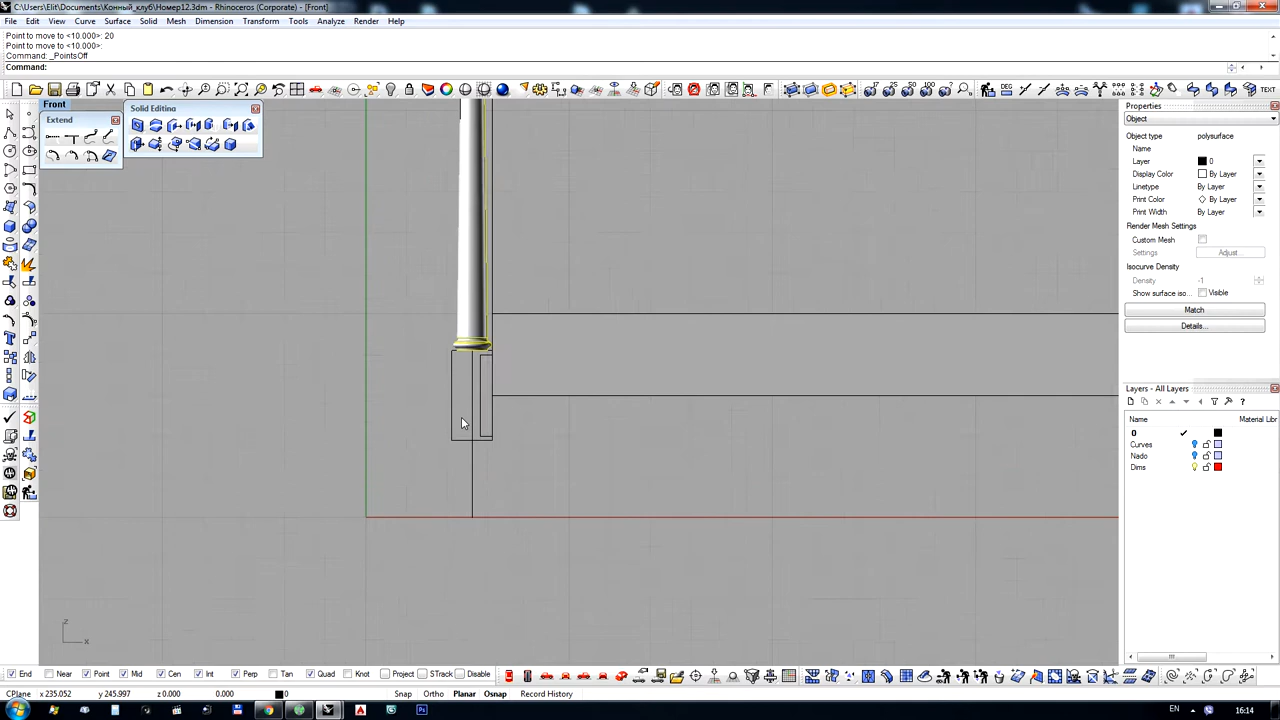 C:\Users\Elit\Documents\Конный_клуб\Номер12.3dm - Rhinoceros (Corporate) - [Front]
File Edit View Curve Surface Solid Mesh Dimension Transform Tools Analyze Render Help
Point to move to <10.000>: 20
Point to move to <10.000>:
Command: _PointsOff
Command:
TEXT
Front
Solid Editing
Extend
Properties
Object
Object type polysurface
Name
Layer 0
Display Color By Layer
Linetype By Layer
Print Color By Layer
Print Width By Layer
Render Mesh Settings
Custom Mesh
Settings Adjust...
Isocurve Density
Density -1
Show surface iso... Visible
Match
Details...
Layers - All Layers
Name Material Libr
0
Curves
Nado
Dims
z
x
End Near Point Mid Cen Int Perp Tan Quad Knot Project STrack Disable
CPlane x 235.052 y 245.997 z 0.000 0.000 0 Snap Ortho Planar Osnap Record History
EN 16:14